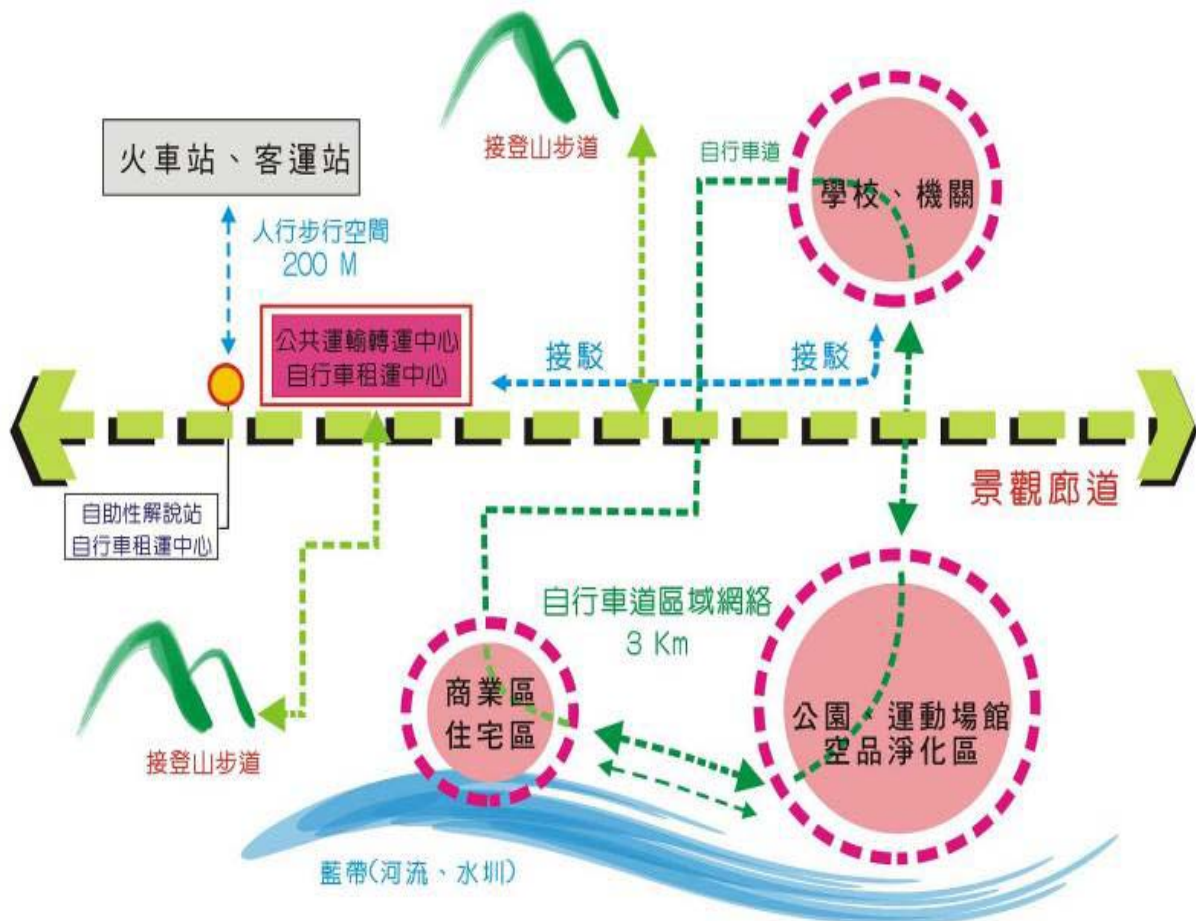 接登山步道
自行車道
火車站、客運站
學校、機關
人行步行空間
200 M
公共運輸轉運中心
自行車租運中心
接駁
接駁
景觀廊道
自助性解說站
自行車租運中心
自行車道區域網絡
3 Km
商業區
住宅區
公園、運動場館
空品淨化區
接登山步道
藍帶(河流、水圳)